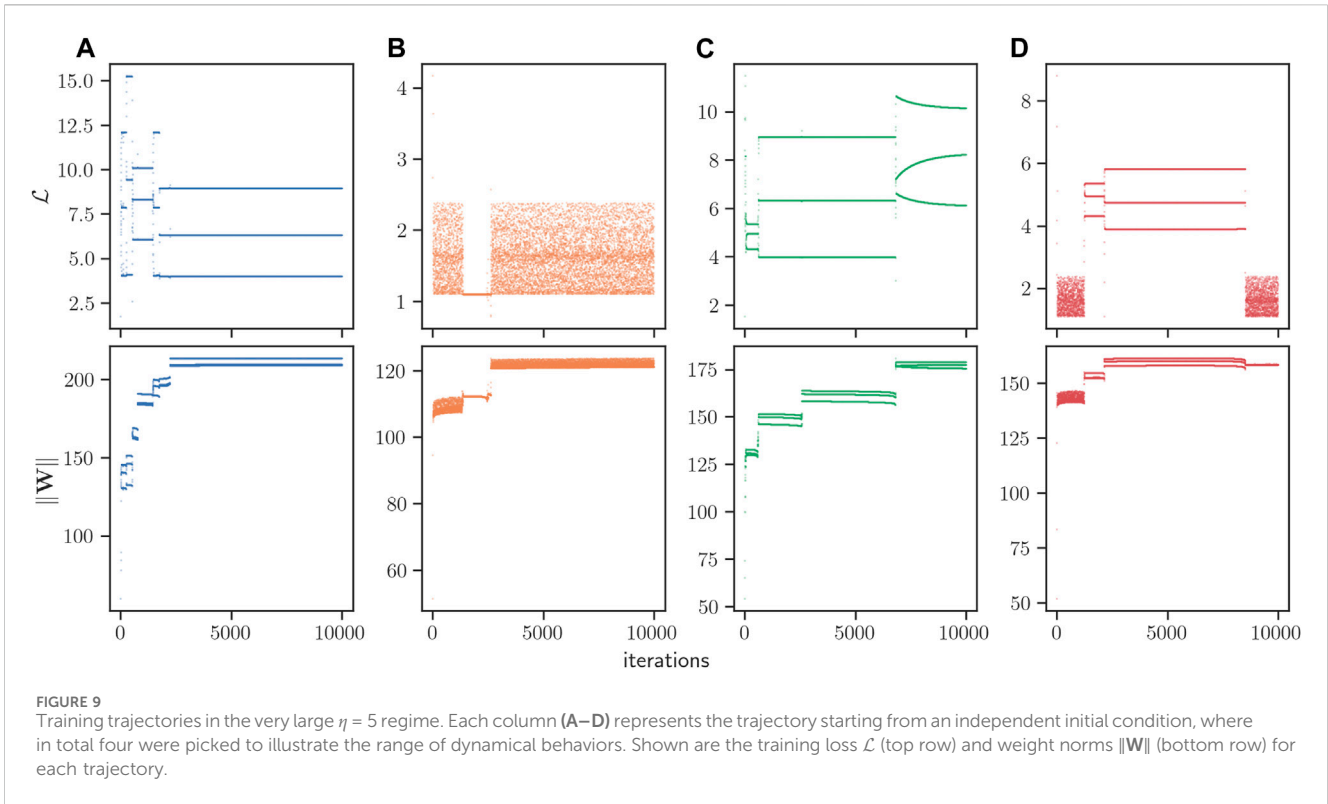 A
B
C
D
15.0
12.5
10.0
7.5
5.0
2.5
ℒ
4
3
2
1
10
8
6
4
2
8
6
4
2
200
150
100
‖W‖
120
100
80
60
175
150
125
100
75
50
150
125
100
75
50
0 5000 10000
0 5000 10000
0 5000 10000
0 5000 10000
iterations
FIGURE 9
Training trajectories in the very large η = 5 regime. Each column (A–D) represents the trajectory starting from an independent initial condition, where
in total four were picked to illustrate the range of dynamical behaviors. Shown are the training loss ℒ (top row) and weight norms ‖W‖ (bottom row) for
each trajectory.